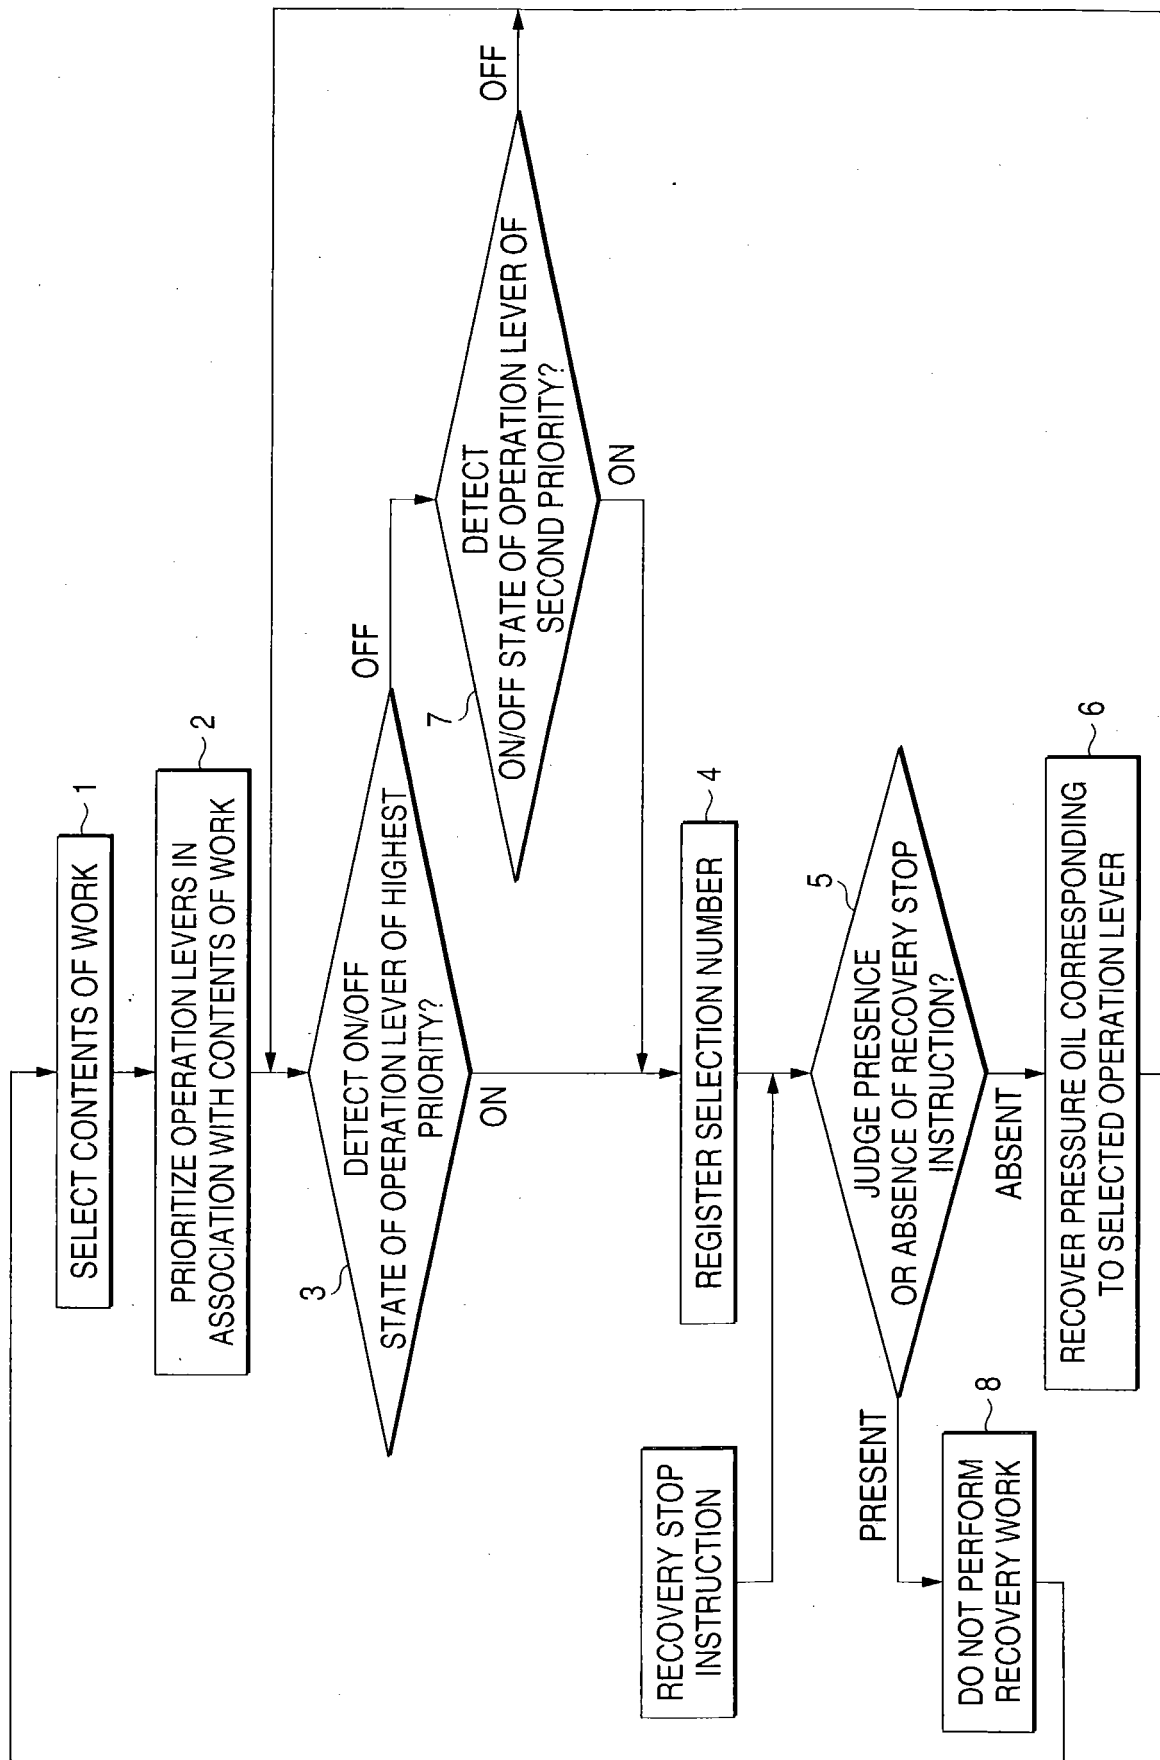 SELECT CONTENTS OF WORK
1
PRIORITIZE OPERATION LEVERS IN
ASSOCIATION WITH CONTENTS OF WORK
2
DETECT ON/OFF
STATE OF OPERATION LEVER OF HIGHEST
PRIORITY?
3
OFF
ON
DETECT
ON/OFF STATE OF OPERATION LEVER OF
SECOND PRIORITY?
7
OFF
ON
REGISTER SELECTION NUMBER
4
RECOVERY STOP
INSTRUCTION
JUDGE PRESENCE
OR ABSENCE OF RECOVERY STOP
INSTRUCTION?
5
PRESENT
ABSENT
DO NOT PERFORM
RECOVERY WORK
8
RECOVER PRESSURE OIL CORRESPONDING
TO SELECTED OPERATION LEVER
6